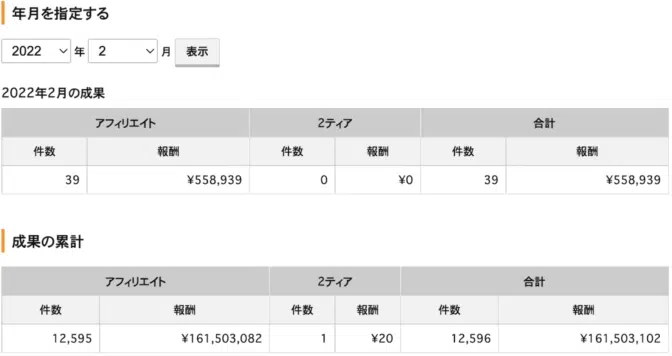 年月を指定する
2022 年 2 月 表示
2022年2月の成果
アフィリエイト 2ティア 合計
件数 報酬 件数 報酬 件数 報酬
39 ¥558,939 0 ¥0 39 ¥558,939
成果の累計
アフィリエイト 2ティア 合計
件数 報酬 件数 報酬 件数 報酬
12,595 ¥161,503,082 1 ¥20 12,596 ¥161,503,102